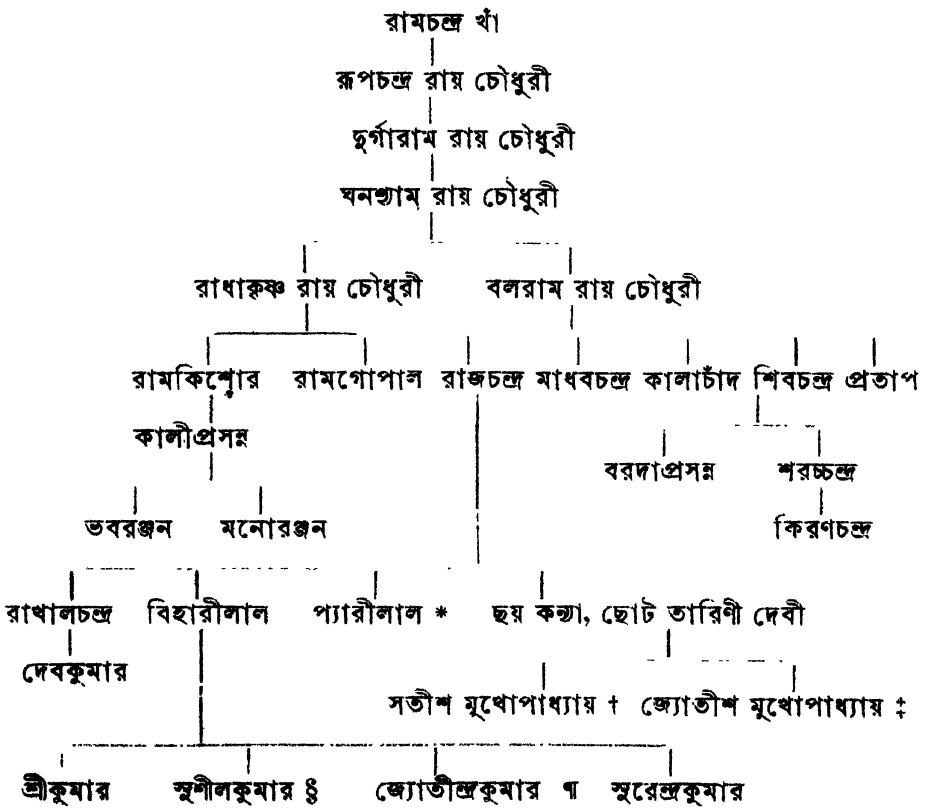 রামচন্দ্র খাঁ
রূপচন্দ্র রায় চৌধুরী
দুর্গারাম রায় চৌধুরী
ঘনশ্যাম রায় চৌধুরী
রাধাকৃষ্ণ রায় চৌধুরী বলরাম রায় চৌধুরী
রামকিশোর রামগোপাল রাজচন্দ্র মাধবচন্দ্র কালাচাঁদ শিবচন্দ্র প্রতাপ
কালীপ্রসন্ন
বরদাপ্রসন্ন শরচ্চন্দ্র
ভবরঞ্জন মনোরঞ্জন কিরণচন্দ্র
রাখালচন্দ্র বিহারীলাল প্যারীলাল * ছয় কন্যা, ছোট তারিণী দেবী
দেবকুমার
সতীশ মুখোপাধ্যায় † জ্যোতীশ মুখোপাধ্যায় ‡
শ্রীকুমার সুশীলকুমার § জ্যোতীন্দ্রকুমার ¶ সুরেন্দ্রকুমার